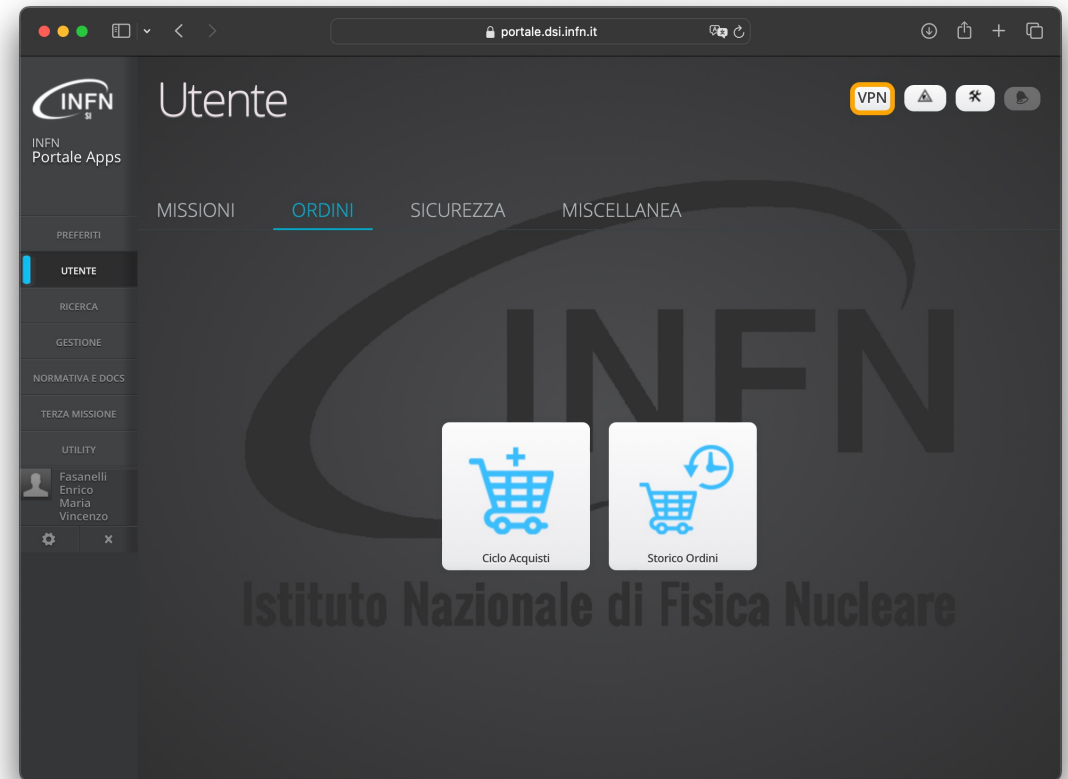 portale.dsi.infn.it
INFN
SI
INFN
Portale Apps
Utente
VPN
MISSIONI
ORDINI
SICUREZZA
MISCELLANEA
PREFERITI
UTENTE
RICERCA
GESTIONE
NORMATIVA E DOCS
TERZA MISSIONE
UTILITY
Fasanelli
Enrico
Maria
Vincenzo
INFN
Ciclo Acquisti
Storico Ordini
Istituto Nazionale di Fisica Nucleare